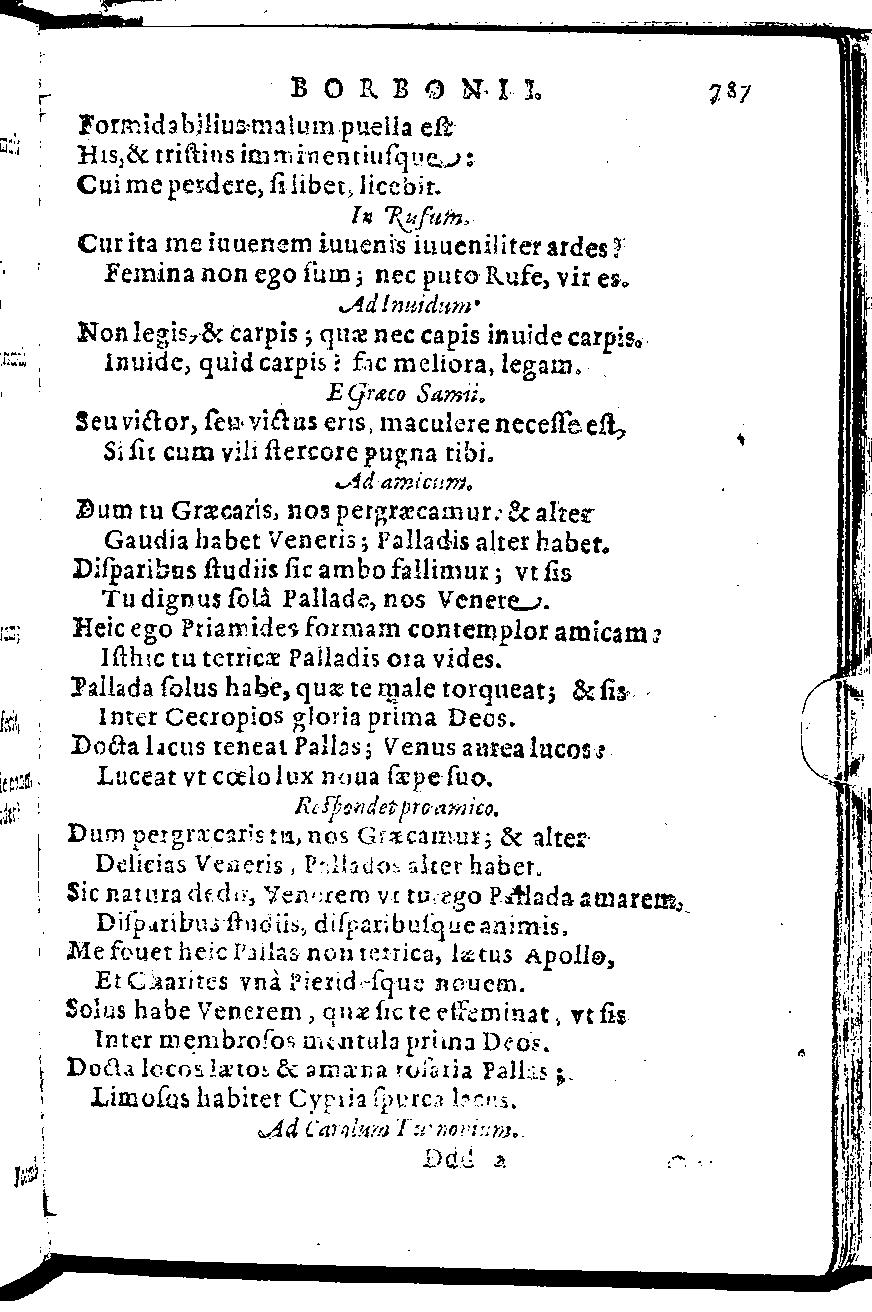 BORBONII. 787
Formidabilius malum puella eſt
His, & triſtius imminentiuſque:
Cui me perdere, ſi libet, licebit.
In Rufum.
Cur ita me iuuenem iuuenis iuueniliter ardes?
Femina non ego ſum; nec puto Rufe, vir es.
Ad Inuidum.
Non legis, & carpis; quæ nec capis inuide carpis.
Inuide, quid carpis? fac meliora, legam.
E Græco Samii.
Seu victor, ſeu victus eris, maculere neceſſe eſt,
Si ſit cum vili ſtercore pugna tibi.
Ad amicum.
Dum tu Græcaris, nos pergræcamur: & alter
Gaudia habet Veneris; Palladis alter habet.
Diſparibus ſtudiis ſic ambo fallimur; vt ſis
Tu dignus ſolâ Pallade, nos Venere.
Heic ego Priamides formam contemplor amicam:
Iſthic tu terricæ Palladis ora vides.
Pallada ſolus habe, quæ te male torqueat; & ſis
Inter Cecropios gloria prima Deos.
Docta lacus teneat Pallas; Venus aurea lucos:
Luceat vt cœlo lux noua ſæpe ſuo.
Reſpondet pro amico.
Dum pergræcaris tu, nos Græcamur; & alter
Delicias Veneris, Pallados alter habet.
Sic natura dedit, Venerem vt tu, ego Pallada amarem,
Diſparibus ſtudiis, diſparibuſque animis.
Me fouet heic Pallas non terrica, lætus Apollo,
Et Charites vnà Pierideſque nouem.
Solus habe Venerem, quæ ſic te effeminat, vt ſis
Inter membroſos mentula prima Deos.
Docta locos lætos & amœna roſaria Pallas;
Limoſos habitet Cypria ſpurca lacus.
Ad Carolum
Ddd 2